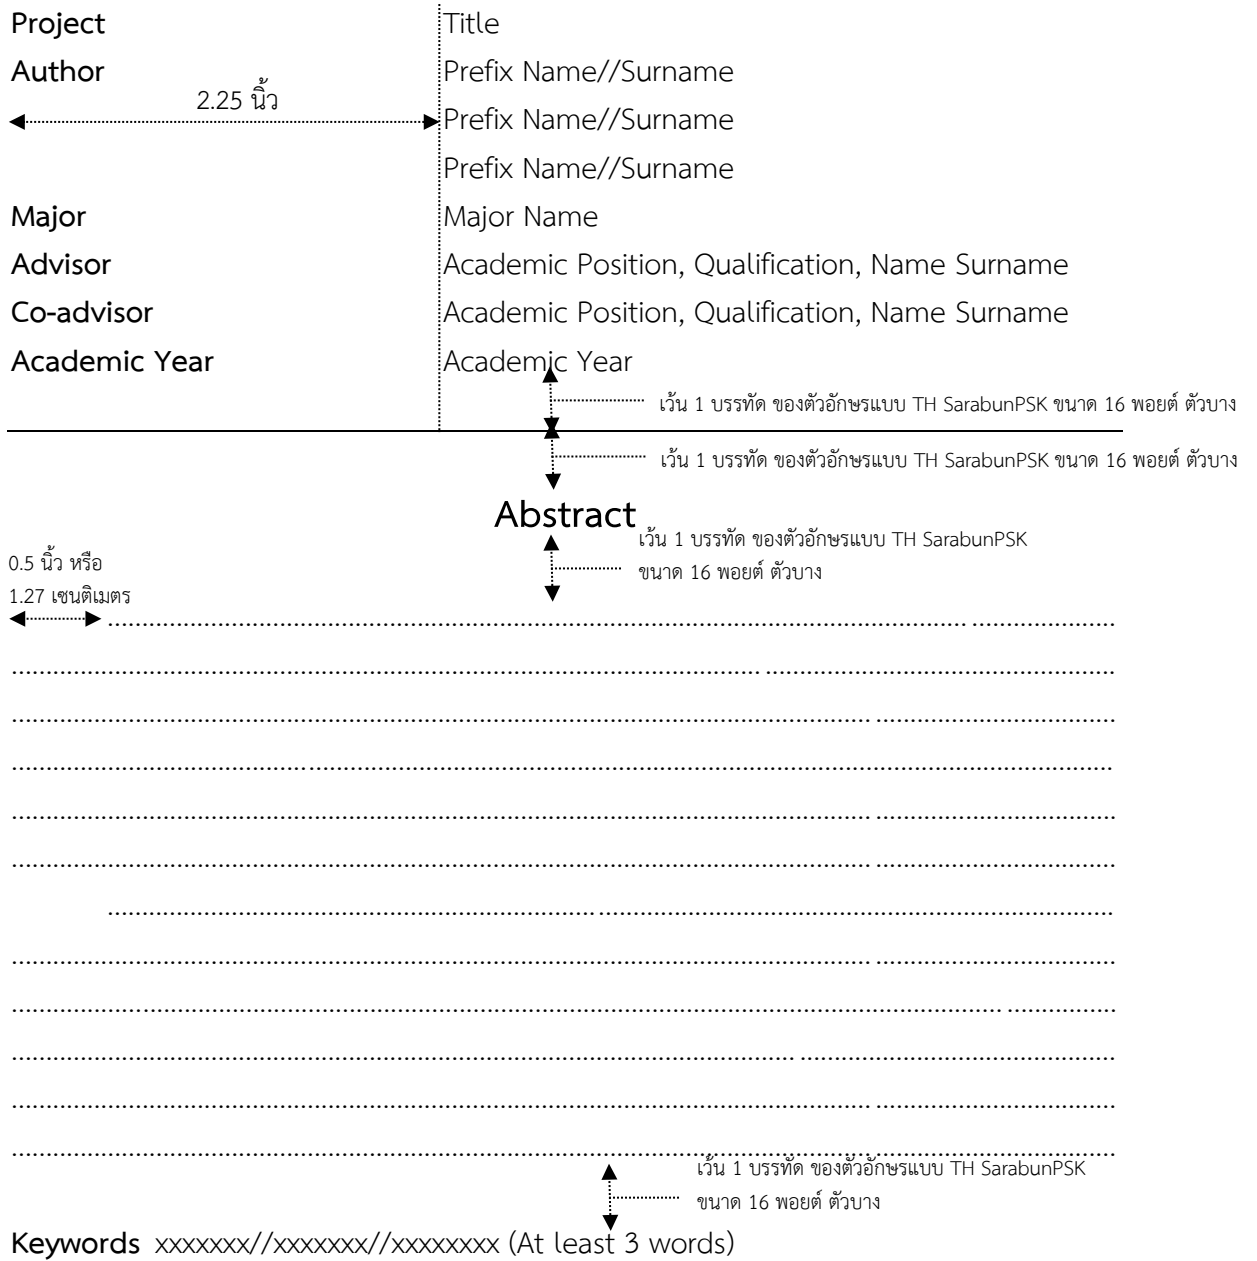 Project Title
Author Prefix Name//Surname
2.25 นิ้ว
Prefix Name//Surname
Prefix Name//Surname
Major Major Name
Advisor Academic Position, Qualification, Name Surname
Co-advisor Academic Position, Qualification, Name Surname
Academic Year Academic Year
เว้น 1 บรรทัด ของตัวอักษรแบบ TH SarabunPSK ขนาด 16 พอยต์ ตัวบาง
เว้น 1 บรรทัด ของตัวอักษรแบบ TH SarabunPSK ขนาด 16 พอยต์ ตัวบาง
Abstract
เว้น 1 บรรทัด ของตัวอักษรแบบ TH SarabunPSK
ขนาด 16 พอยต์ ตัวบาง
0.5 นิ้ว หรือ
1.27 เซนติเมตร
เว้น 1 บรรทัด ของตัวอักษรแบบ TH SarabunPSK
ขนาด 16 พอยต์ ตัวบาง
Keywords xxxxxxx//xxxxxxx//xxxxxxxx (At least 3 words)